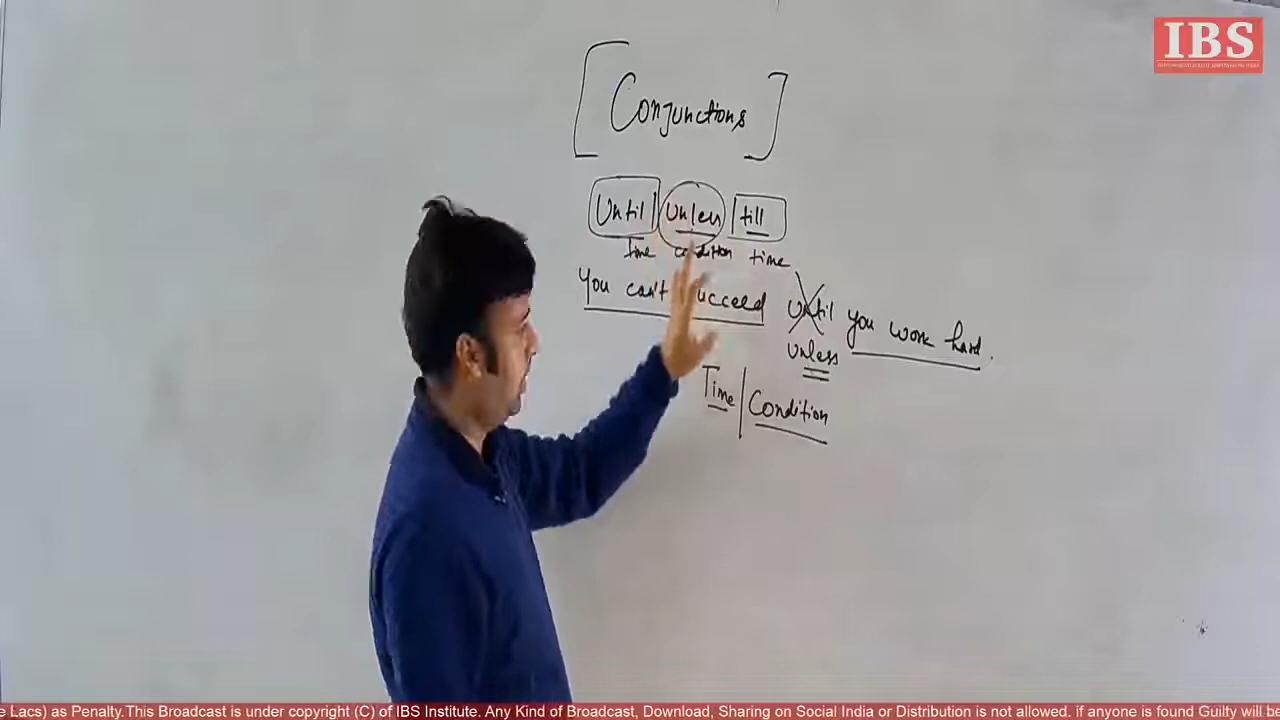 IBS
[Conjunctions]
Until Unless till
Time condition time
You can't succeed until you work hard.
unless
Time | Condition
e Lacs) as Penalty.This Broadcast is under copyright (C) of IBS Institute. Any Kind of Broadcast, Download, Sharing on Social India or Distribution is not allowed. if anyone is found Guilty will be